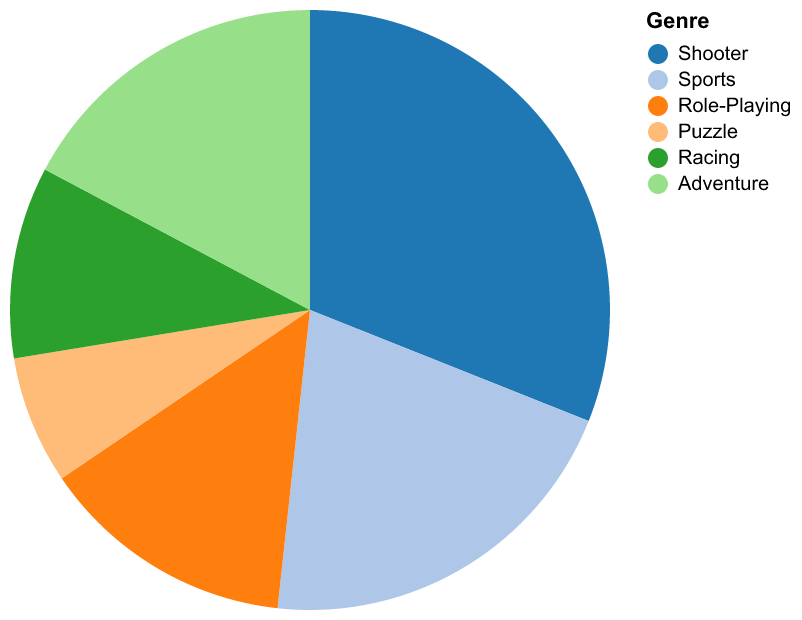 Genre
Shooter
Sports
Role-Playing
Puzzle
Racing
Adventure